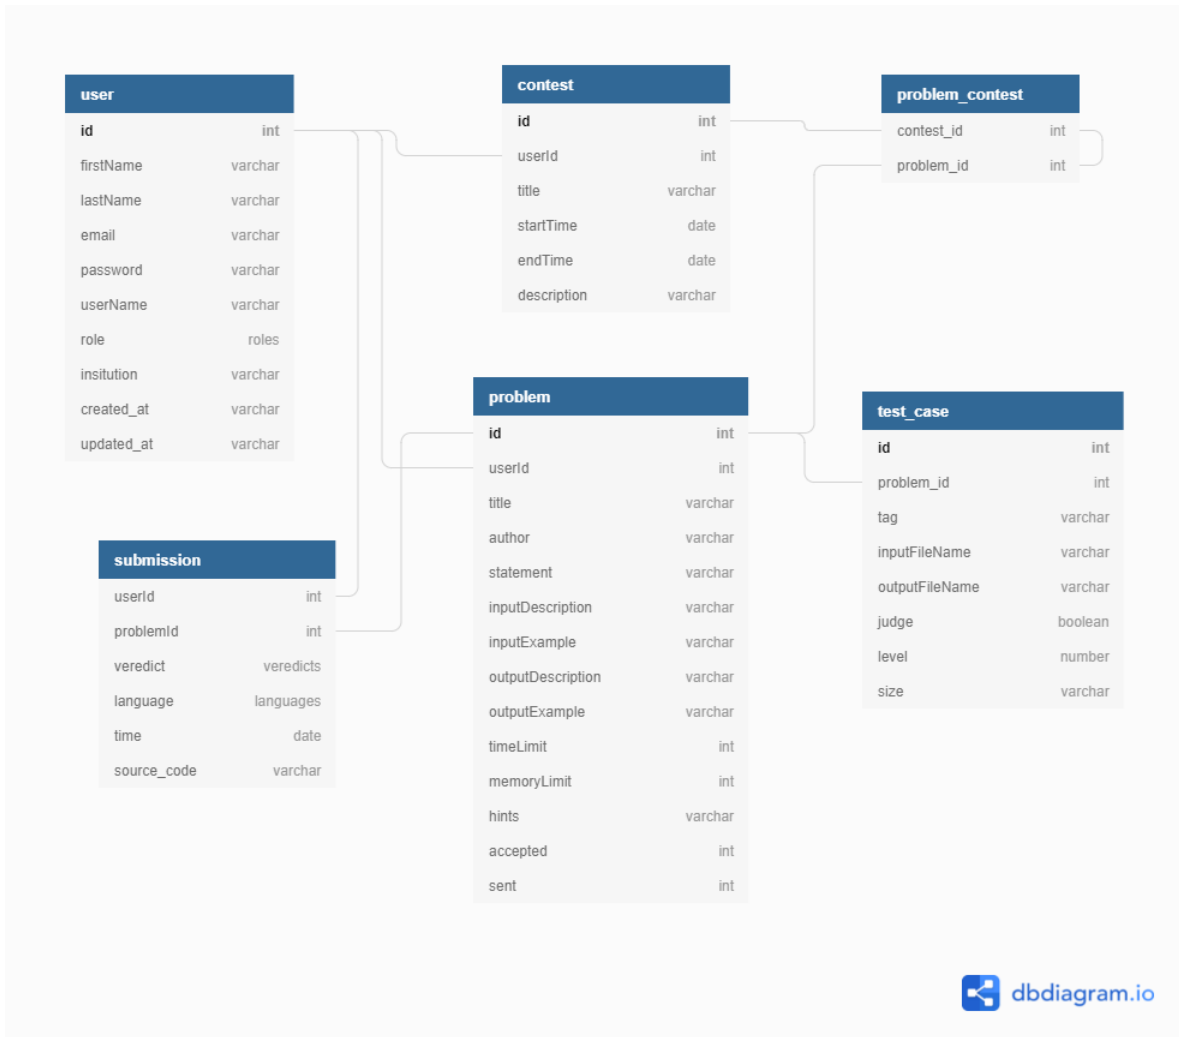 user
id int
firstName varchar
lastName varchar
email varchar
password varchar
userName varchar
role roles
insitution varchar
created_at varchar
updated_at varchar
contest
id int
userId int
title varchar
startTime date
endTime date
description varchar
problem_contest
contest_id int
problem_id int
submission
userId int
problemId int
veredict veredicts
language languages
time date
source_code varchar
problem
id int
userId int
title varchar
author varchar
statement varchar
inputDescription varchar
inputExample varchar
outputDescription varchar
outputExample varchar
timeLimit int
memoryLimit int
hints varchar
accepted int
sent int
test_case
id int
problem_id int
tag varchar
inputFileName varchar
outputFileName varchar
judge boolean
level number
size varchar
dbdiagram.io